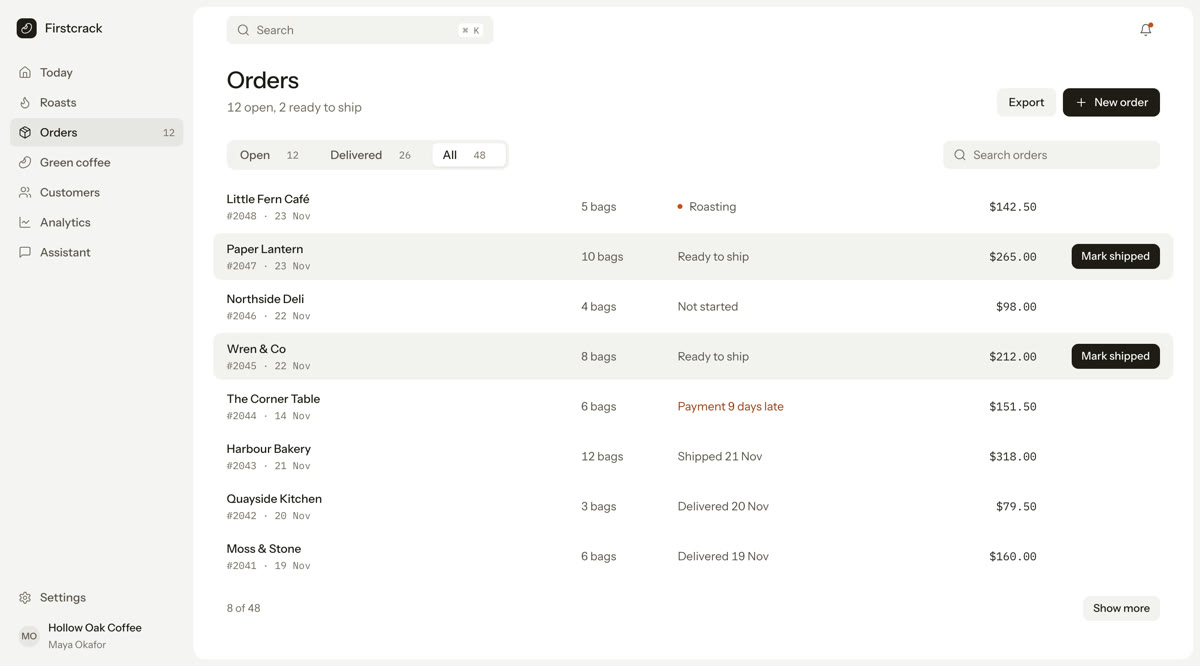 Firstcrack
Today
Roasts
Orders 12
Green coffee
Customers
Analytics
Assistant
Settings
MO
Hollow Oak Coffee
Maya Okafor
Search ⌘ K
Orders
12 open, 2 ready to ship
Export
+ New order
Open 12 Delivered 26 All 48
Search orders
Little Fern Café
#2048 · 23 Nov
5 bags Roasting $142.50
Paper Lantern
#2047 · 23 Nov
10 bags Ready to ship $265.00 Mark shipped
Northside Deli
#2046 · 22 Nov
4 bags Not started $98.00
Wren & Co
#2045 · 22 Nov
8 bags Ready to ship $212.00 Mark shipped
The Corner Table
#2044 · 14 Nov
6 bags Payment 9 days late $151.50
Harbour Bakery
#2043 · 21 Nov
12 bags Shipped 21 Nov $318.00
Quayside Kitchen
#2042 · 20 Nov
3 bags Delivered 20 Nov $79.50
Moss & Stone
#2041 · 19 Nov
6 bags Delivered 19 Nov $160.00
8 of 48
Show more